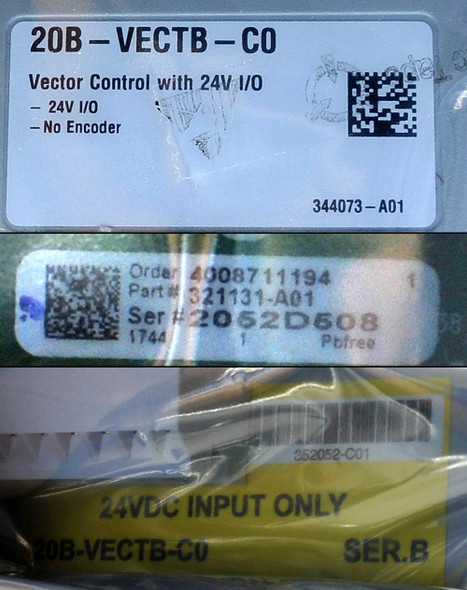 20B-VECTB-C0
Vector Control with 24V I/O
- 24V I/O
- No Encoder
344073-A01
Order 4008711194 1
Part# 321131-A01
Ser #2052D508
1744 1 Pbfree
352052-C01
24VDC INPUT ONLY
20B-VECTB-C0 SER.B